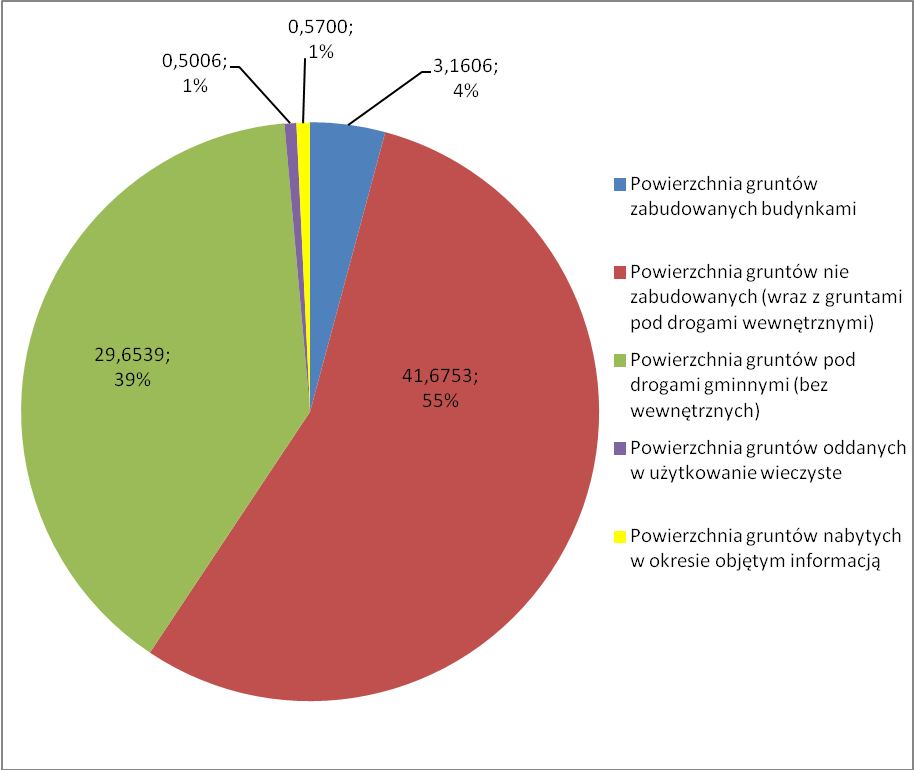 0,5700;
1%
0,5006;
1%
3,1606;
4%
29,6539;
39%
41,6753;
55%
Powierzchnia gruntów
zabudowanych budynkami
Powierzchnia gruntów nie
zabudowanych (wraz z gruntami
pod drogami wewnętrznymi)
Powierzchnia gruntów pod
drogami gminnymi (bez
wewnętrznych)
Powierzchnia gruntów oddanych
w użytkowanie wieczyste
Powierzchnia gruntów nabytych
w okresie objętym informacją